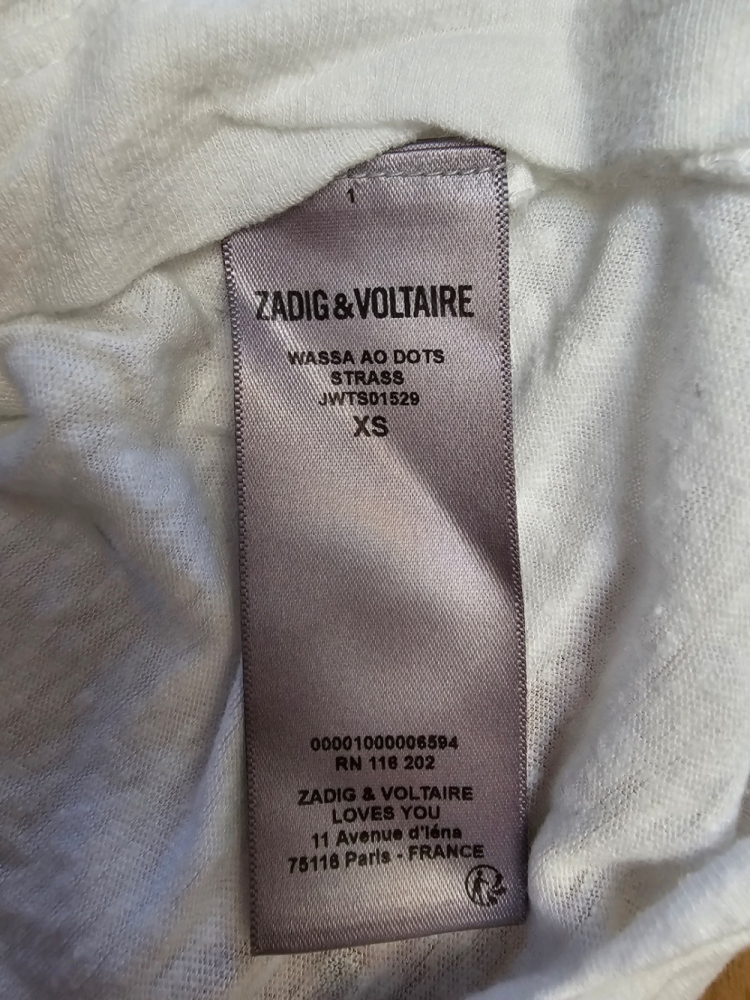 1
ZADIG & VOLTAIRE
WASSA AO DOTS
STRASS
JWTS01529
XS
00001000006594
RN 116 202
ZADIG & VOLTAIRE
LOVES YOU
11 Avenue d'Iéna
75116 Paris - FRANCE